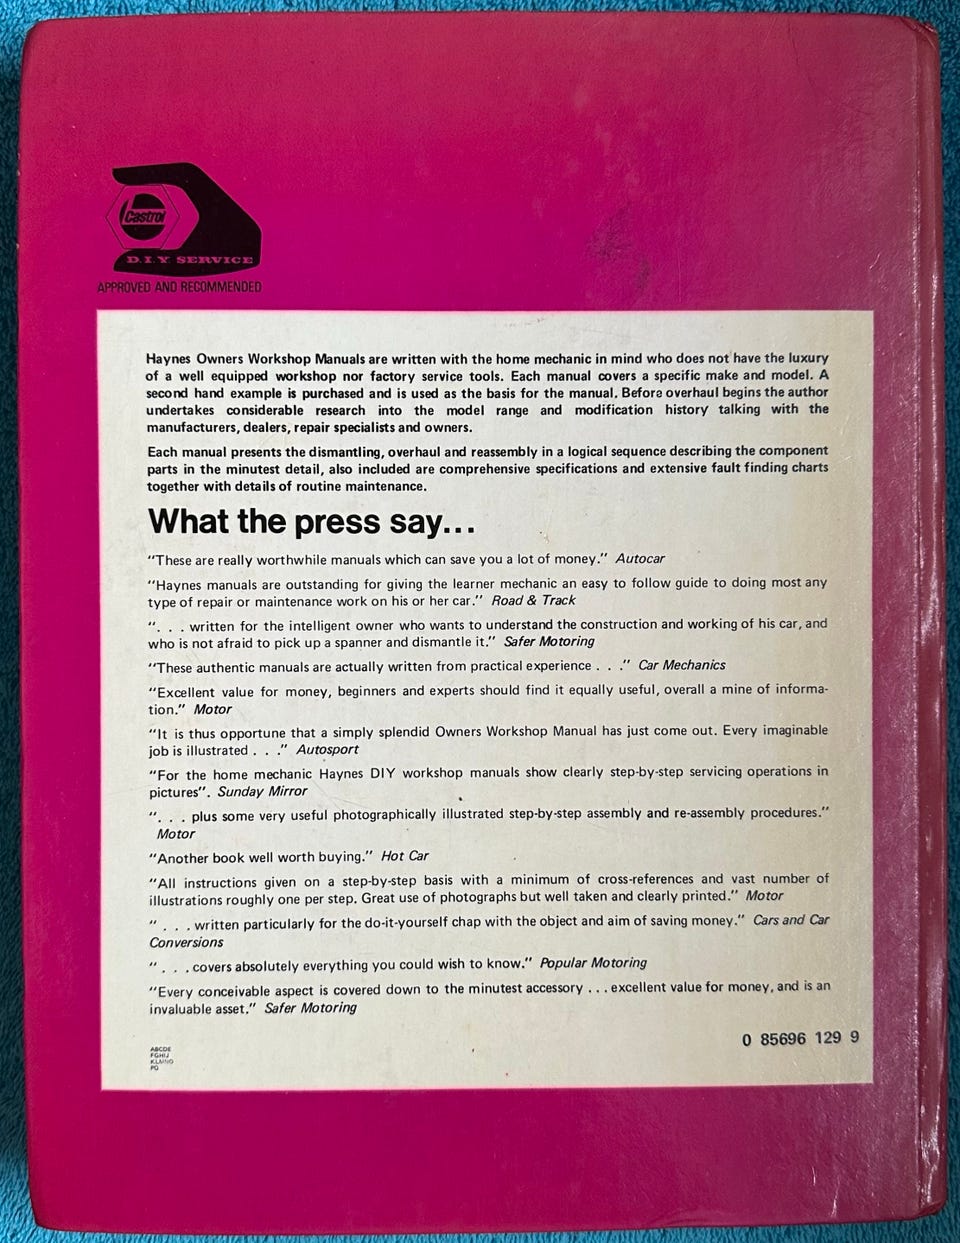 Castrol
D.I.Y. SERVICE
APPROVED AND RECOMMENDED
Haynes Owners Workshop Manuals are written with the home mechanic in mind who does not have the luxury
of a well equipped workshop nor factory service tools. Each manual covers a specific make and model. A
second hand example is purchased and is used as the basis for the manual. Before overhaul begins the author
undertakes considerable research into the model range and modification history talking with the
manufacturers, dealers, repair specialists and owners.
Each manual presents the dismantling, overhaul and reassembly in a logical sequence describing the component
parts in the minutest detail, also included are comprehensive specifications and extensive fault finding charts
together with details of routine maintenance.
What the press say...
"These are really worthwhile manuals which can save you a lot of money." Autocar
"Haynes manuals are outstanding for giving the learner mechanic an easy to follow guide to doing most any
type of repair or maintenance work on his or her car." Road & Track
". . . written for the intelligent owner who wants to understand the construction and working of his car, and
who is not afraid to pick up a spanner and dismantle it." Safer Motoring
"These authentic manuals are actually written from practical experience . . ." Car Mechanics
"Excellent value for money, beginners and experts should find it equally useful, overall a mine of informa-
tion." Motor
"It is thus opportune that a simply splendid Owners Workshop Manual has just come out. Every imaginable
job is illustrated . . ." Autosport
"For the home mechanic Haynes DIY workshop manuals show clearly step-by-step servicing operations in
pictures". Sunday Mirror
". . . plus some very useful photographically illustrated step-by-step assembly and re-assembly procedures."
Motor
"Another book well worth buying." Hot Car
"All instructions given on a step-by-step basis with a minimum of cross-references and vast number of
illustrations roughly one per step. Great use of photographs but well taken and clearly printed." Motor
" . . . written particularly for the do-it-yourself chap with the object and aim of saving money." Cars and Car
Conversions
" . . . covers absolutely everything you could wish to know." Popular Motoring
"Every conceivable aspect is covered down to the minutest accessory . . . excellent value for money, and is an
invaluable asset." Safer Motoring
0 85696 129 9
ABCDE
FGHIJ
KLMNO
PQ